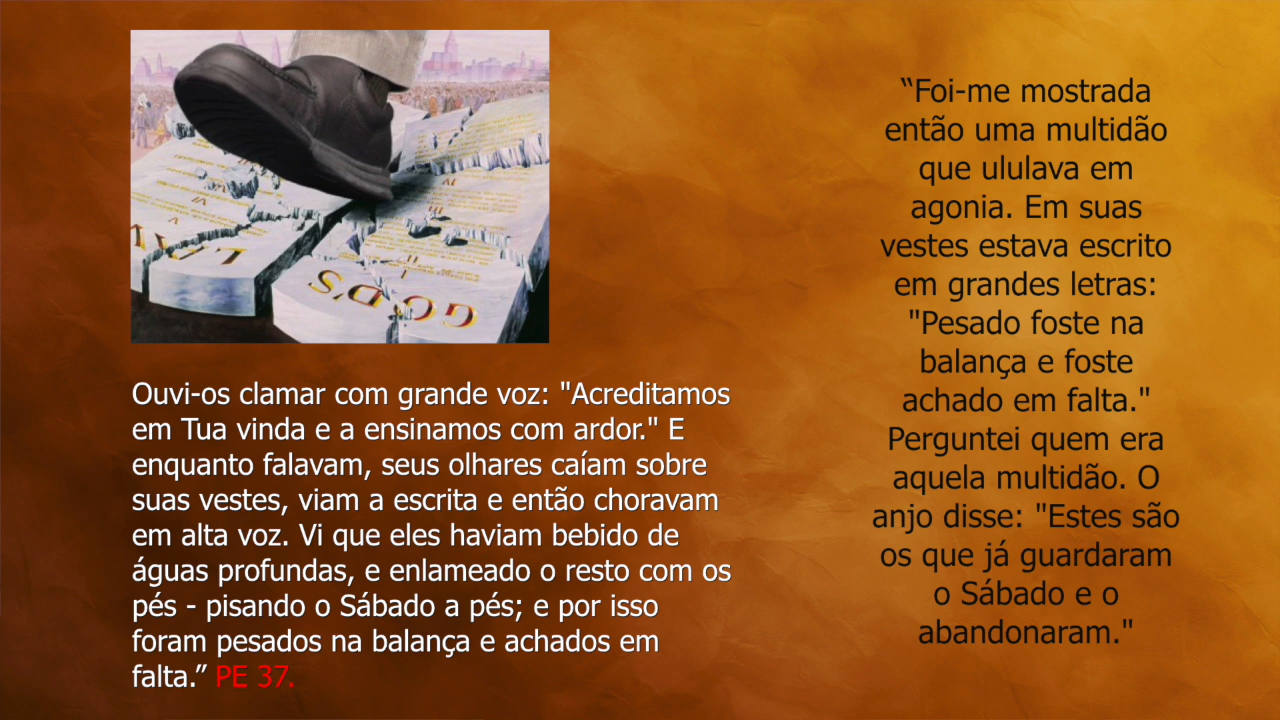 “Foi-me mostrada
então uma multidão
que ululava em
agonia. Em suas
vestes estava escrito
em grandes letras:
"Pesado foste na
balança e foste
achado em falta."
Perguntei quem era
aquela multidão. O
anjo disse: "Estes são
os que já guardaram
o Sábado e o
abandonaram."
Ouvi-os clamar com grande voz: "Acreditamos
em Tua vinda e a ensinamos com ardor." E
enquanto falavam, seus olhares caíam sobre
suas vestes, viam a escrita e então choravam
em alta voz. Vi que eles haviam bebido de
águas profundas, e enlameado o resto com os
pés - pisando o Sábado a pés; e por isso
foram pesados na balança e achados em
falta.” PE 37.
GOD'S
LAW